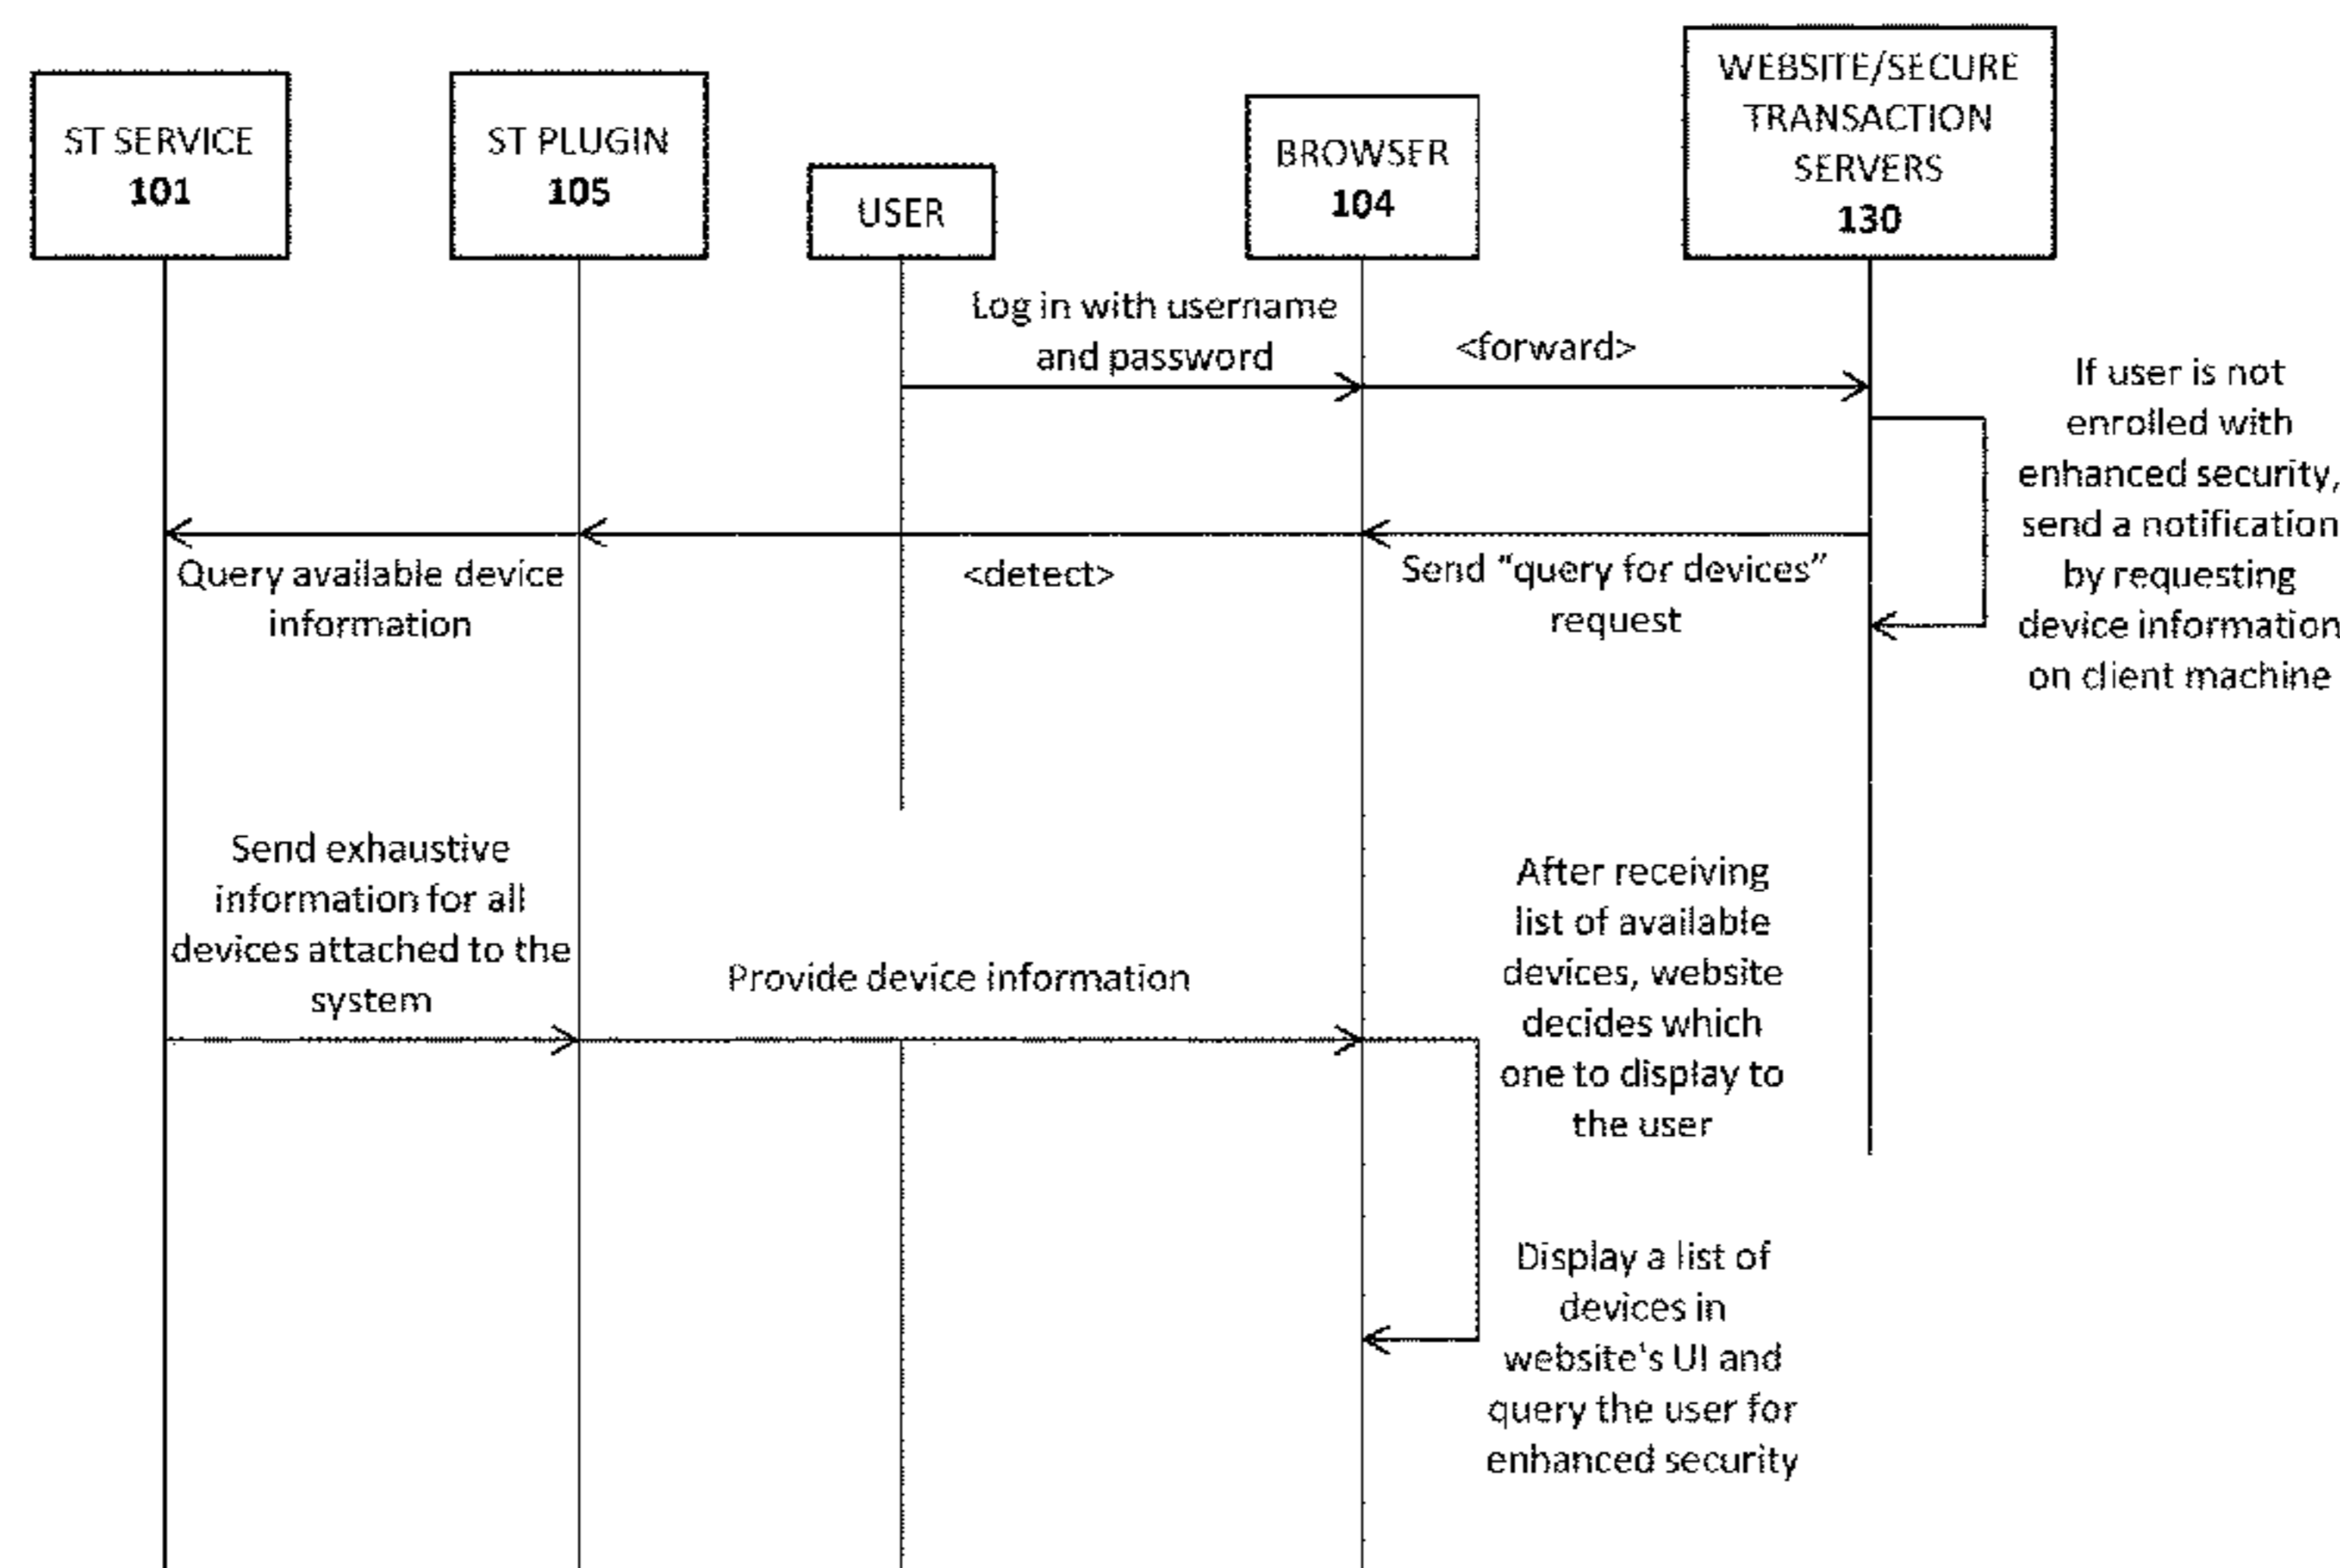 ST SERVICE
101
ST PLUGIN
105
USER
BROWSER
104
WEBSITE/SECURE
TRANSACTION
SERVERS
130
Log in with username
and password
<forward>
If user is not
enrolled with
enhanced security,
send a notification
by requesting
device information
on client machine
Query available device
information
<detect>
Send "query for devices"
request
Send exhaustive
information for all
devices attached to the
system
Provide device information
After receiving
list of available
devices, website
decides which
one to display to
the user
Display a list of
devices in
website's UI and
query the user for
enhanced security